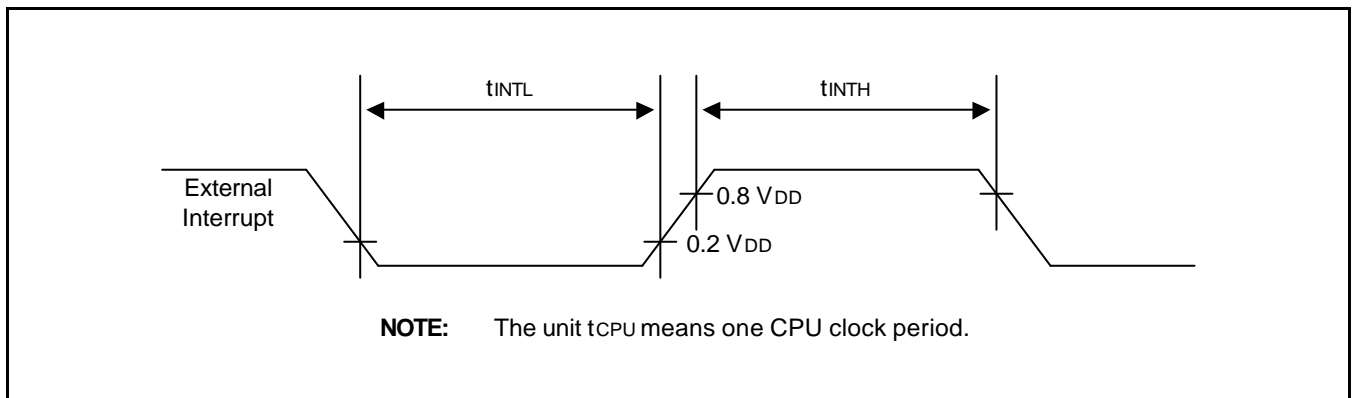 tINTL
tINTH
External
Interrupt
0.8 VDD
0.2 VDD
NOTE: The unit tCPU means one CPU clock period.